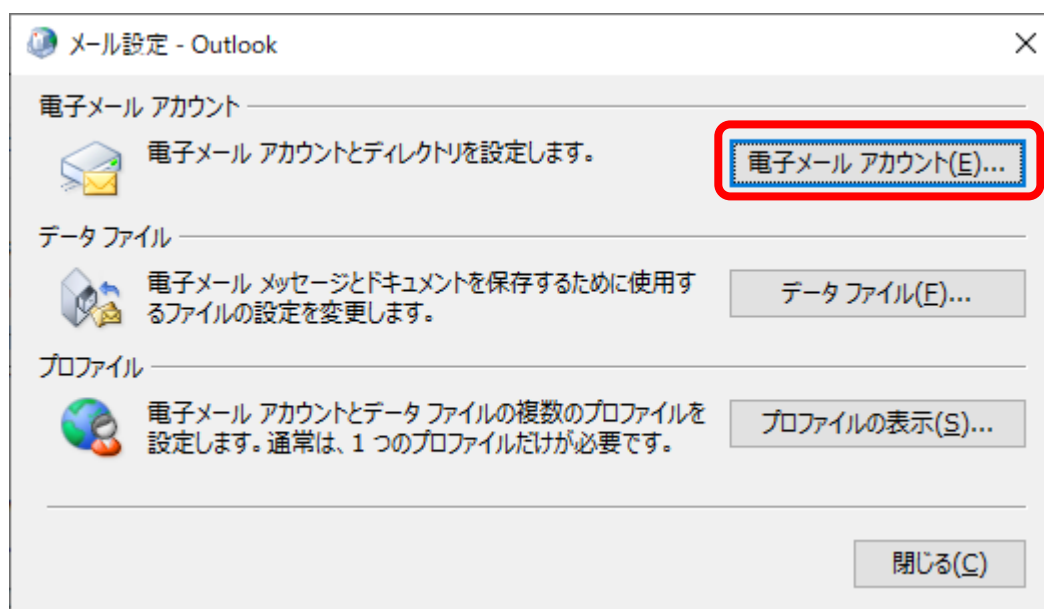 メール設定 - Outlook
電子メール アカウント
電子メール アカウントとディレクトリを設定します。
電子メール アカウント(E)...
データ ファイル
電子メール メッセージとドキュメントを保存するために使用す
るファイルの設定を変更します。
データ ファイル(F)...
プロファイル
電子メール アカウントとデータ ファイルの複数のプロファイルを
設定します。通常は、1 つのプロファイルだけが必要です。
プロファイルの表示(S)...
閉じる(C)